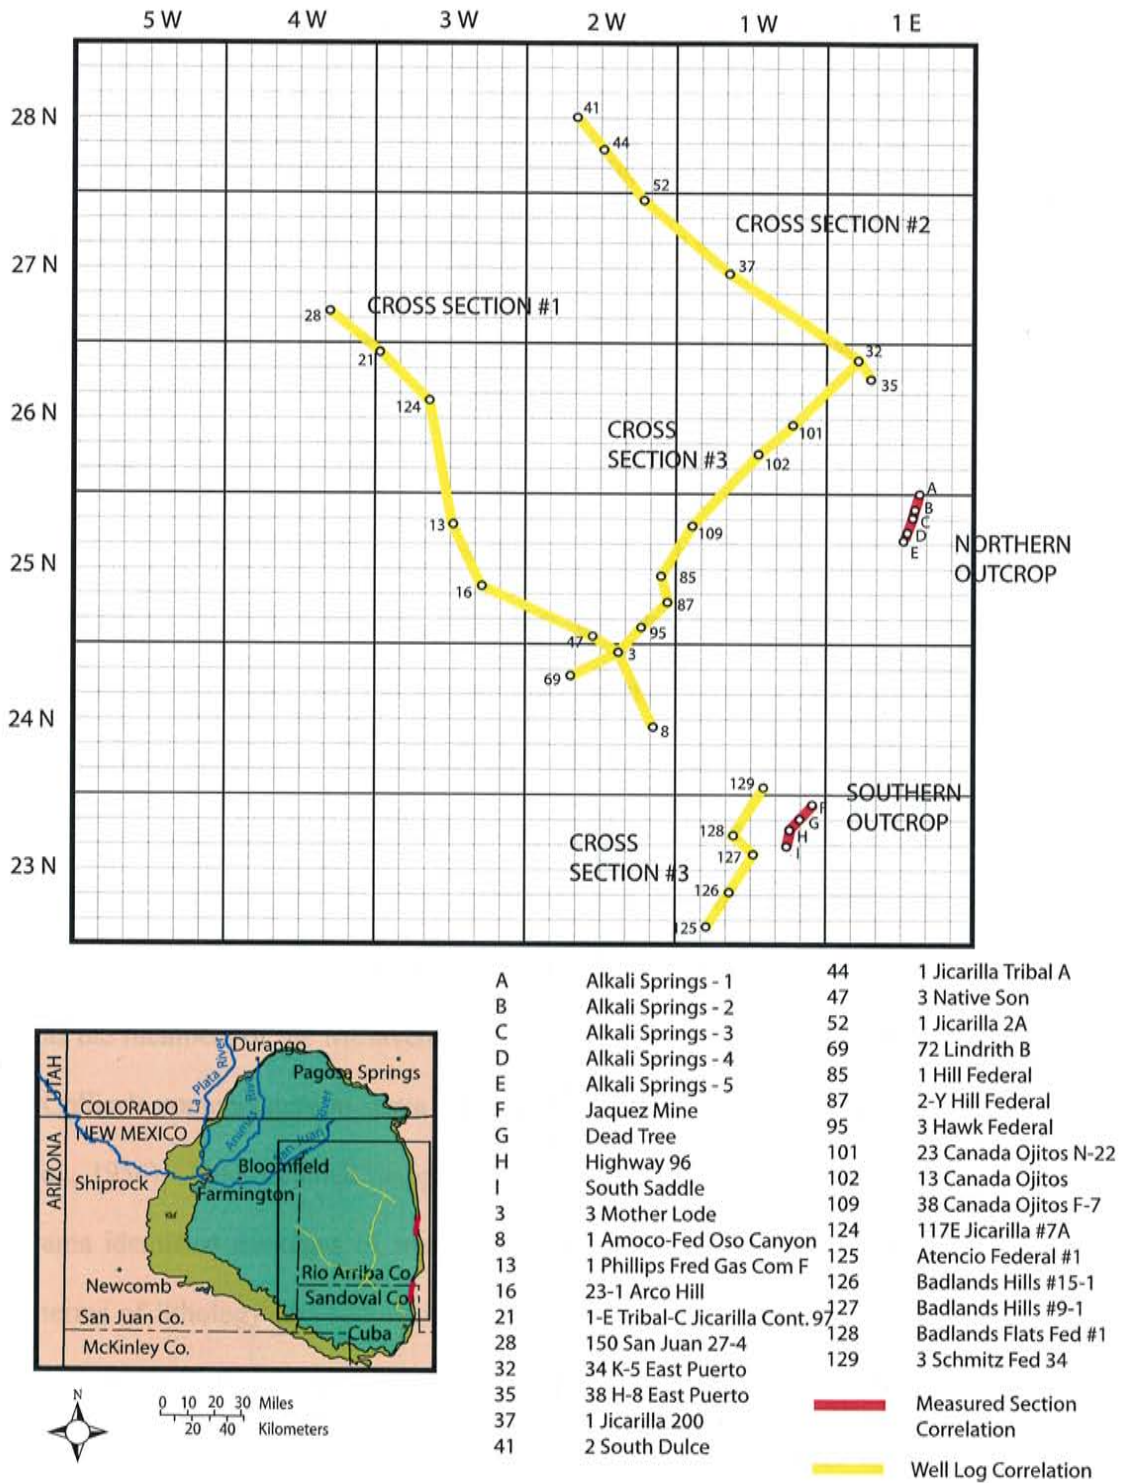 5 W 4 W 3 W 2 W 1 W 1 E
28 N
27 N
26 N
25 N
24 N
23 N
41
44
52
CROSS SECTION #2
37
28
CROSS SECTION #1
21
32
35
124
CROSS
SECTION #3
101
102
13
109
A
B
C
D
E
NORTHERN
OUTCROP
16
85
87
95
47
3
69
8
129
SOUTHERN
OUTCROP
F
G
H
I
128
127
CROSS
SECTION #3
126
125
A Alkali Springs - 1
B Alkali Springs - 2
C Alkali Springs - 3
D Alkali Springs - 4
E Alkali Springs - 5
F Jaquez Mine
G Dead Tree
H Highway 96
I South Saddle
3 3 Mother Lode
8 1 Amoco-Fed Oso Canyon
13 1 Phillips Fred Gas Com F
16 23-1 Arco Hill
21 1-E Tribal-C Jicarilla Cont. 97
28 150 San Juan 27-4
32 34 K-5 East Puerto
35 38 H-8 East Puerto
37 1 Jicarilla 200
41 2 South Dulce
44 1 Jicarilla Tribal A
47 3 Native Son
52 1 Jicarilla 2A
69 72 Lindrith B
85 1 Hill Federal
87 2-Y Hill Federal
95 3 Hawk Federal
101 23 Canada Ojitos N-22
102 13 Canada Ojitos
109 38 Canada Ojitos F-7
124 117E Jicarilla #7A
125 Atencio Federal #1
126 Badlands Hills #15-1
127 Badlands Hills #9-1
128 Badlands Flats Fed #1
129 3 Schmitz Fed 34
Measured Section
Correlation
Well Log Correlation
UTAH
ARIZONA
COLORADO
NEW MEXICO
Durango
Pagosa Springs
La Plata River
Animas River
San Juan River
Shiprock
Bloomfield
Farmington
Newcomb
Rio Arriba Co.
Sandoval Co.
San Juan Co.
McKinley Co.
Cuba
N
0 10 20 30 Miles
20 40 Kilometers